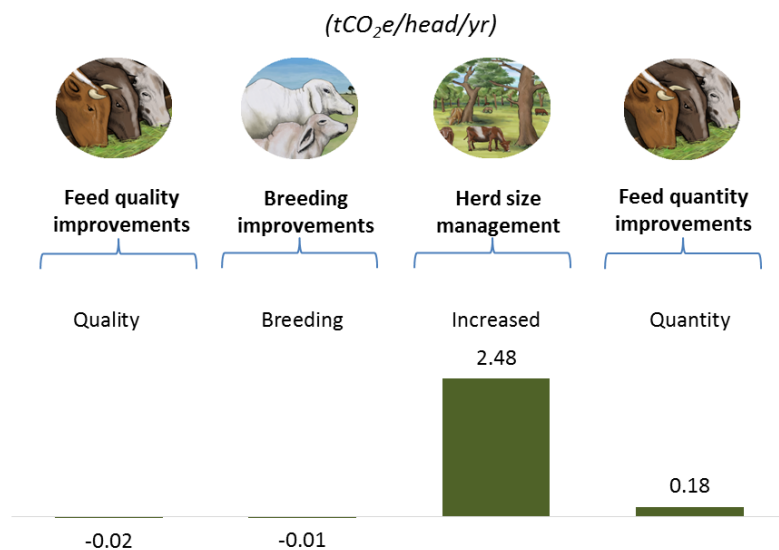 (tCO₂e/head/yr)
Feed quality
improvements
Breeding
improvements
Herd size
management
Feed quantity
improvements
Quality
Breeding
Increased
Quantity
2.48
0.18
-0.02
-0.01